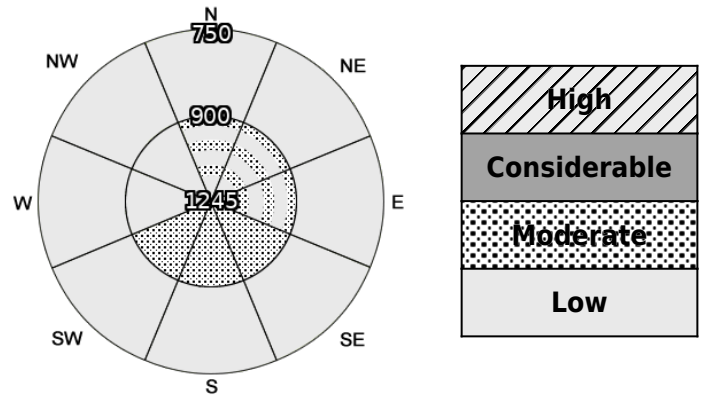 N
750
NW
NE
900
W
1245
E
SW
SE
S
High
Considerable
Moderate
Low